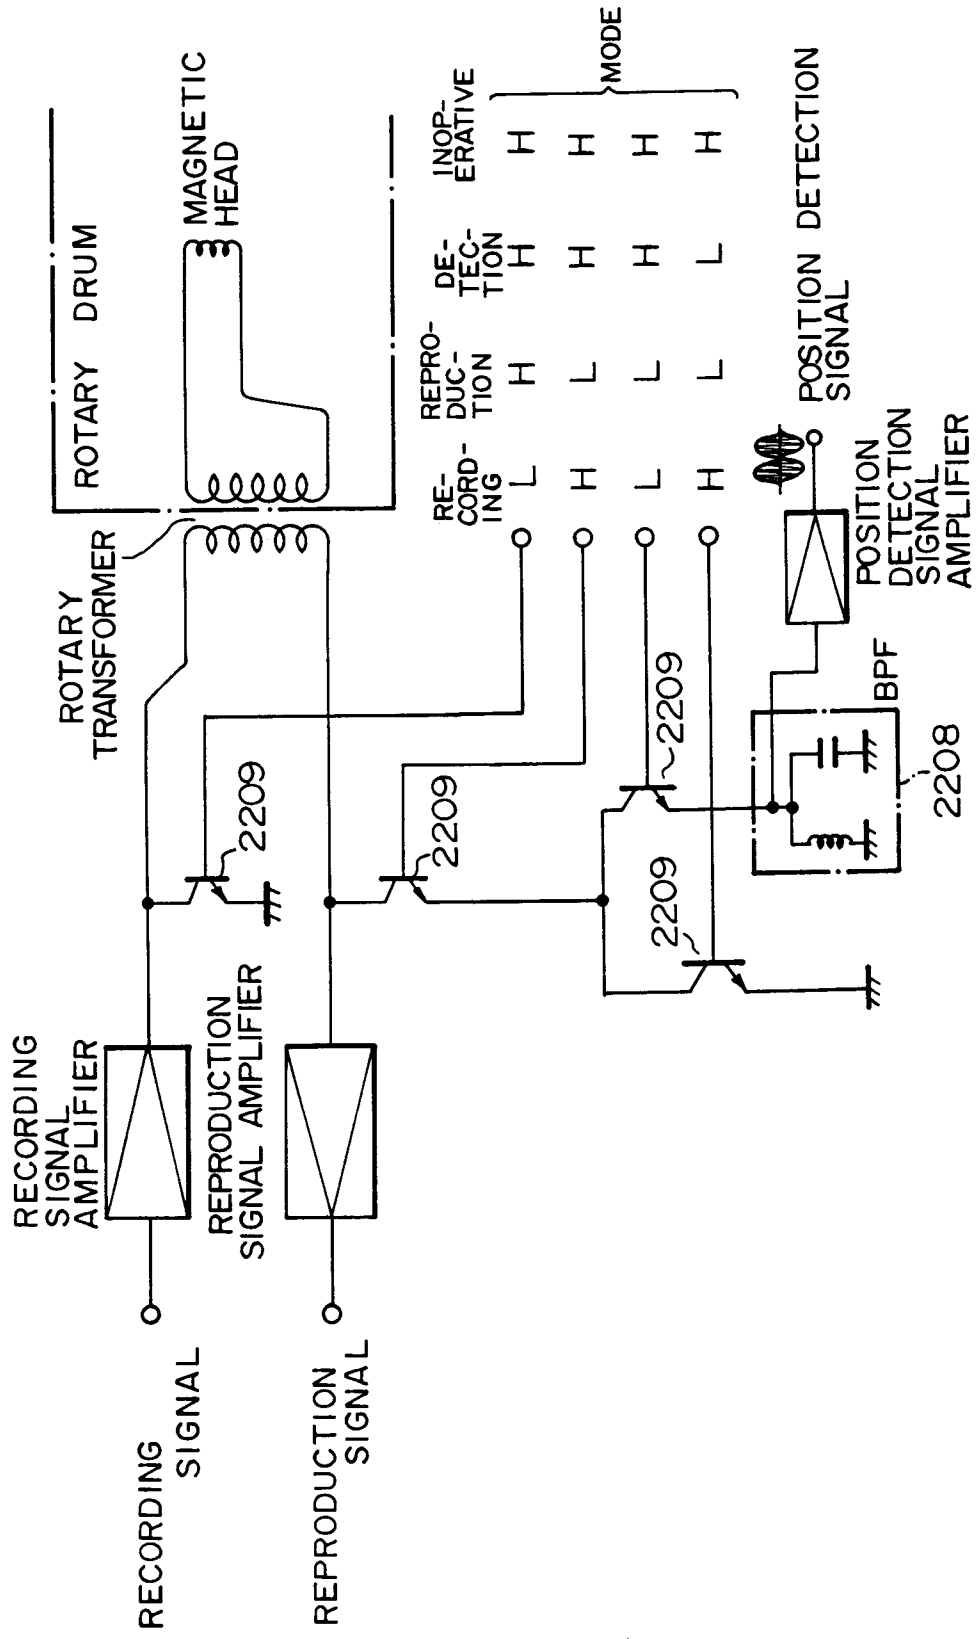 RECORDING
SIGNAL
AMPLIFIER
ROTARY
TRANSFORMER
ROTARY DRUM
RECORDING
SIGNAL
MAGNETIC
HEAD
REPRODUCTION
SIGNAL AMPLIFIER
2209
REPRODUCTION
SIGNAL
2209
RE-
CORD-
ING
REPRO-
DUC-
TION
DE-
TEC-
TION
INOP-
ERATIVE
L H H H
H L H H
MODE
L L H H
H L L H
2209
2209
POSITION DETECTION
SIGNAL
POSITION
DETECTION
SIGNAL
AMPLIFIER
BPF
2208